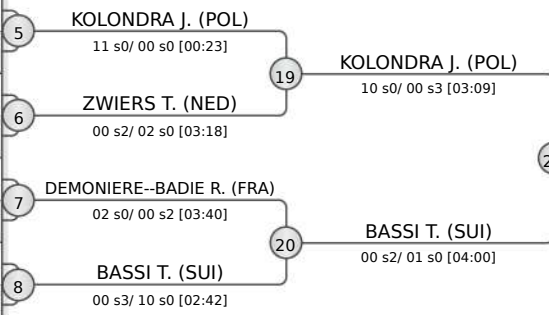 5
KOLONDRA J. (POL)
11 s0/ 00 s0 [00:23]
19
KOLONDRA J. (POL)
10 s0/ 00 s3 [03:09]
6
ZWIERS T. (NED)
00 s2/ 02 s0 [03:18]
7
DEMONIERE--BADIE R. (FRA)
02 s0/ 00 s2 [03:40]
20
BASSI T. (SUI)
00 s2/ 01 s0 [04:00]
8
BASSI T. (SUI)
00 s3/ 10 s0 [02:42]